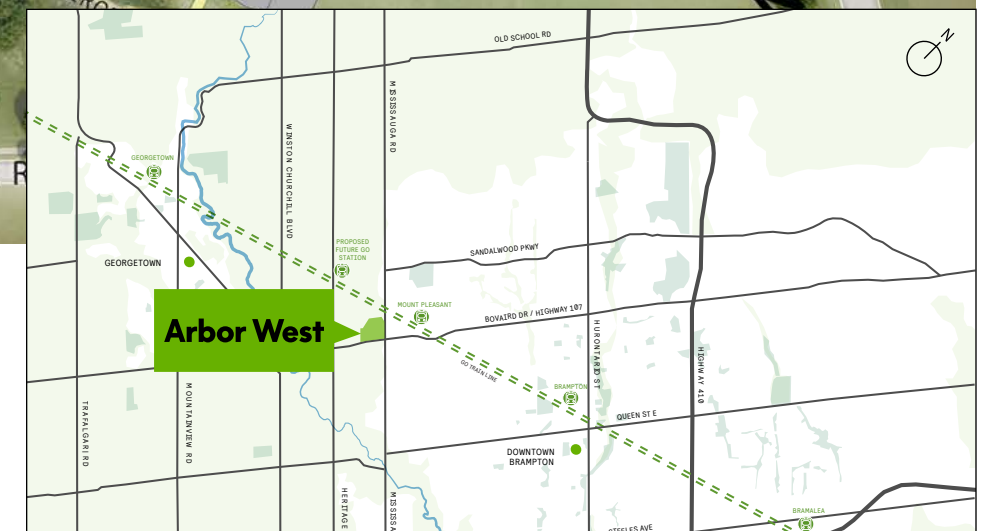 N
OLD SCHOOL RD
MISSISSAUGA RD
WINSTON CHURCHILL BLVD
GEORGETOWN
PROPOSED
FUTURE GO
STATION
SANDALWOOD PKWY
GEORGETOWN
MOUNT PLEASANT
BOVAIRD DR / HIGHWAY 107
Arbor West
HURONTARIO ST
HIGHWAY 410
GO TRAIN LINE
BRAMPTON
TRAFALGAR RD
MOUNTAINVIEW RD
QUEEN ST E
DOWNTOWN
BRAMPTON
HERITAGE
MISSISSA
BRAMALEA
STEELES AVE